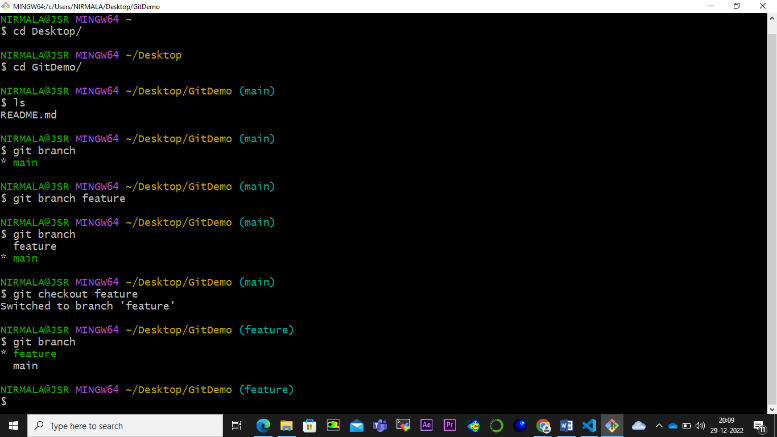 MINGW64:/c/Users/NIRMALA/Desktop/GitDemo
NIRMALA@JSR MINGW64 ~
$ cd Desktop/
NIRMALA@JSR MINGW64 ~/Desktop
$ cd GitDemo/
NIRMALA@JSR MINGW64 ~/Desktop/GitDemo (main)
$ ls
README.md
NIRMALA@JSR MINGW64 ~/Desktop/GitDemo (main)
$ git branch
* main
NIRMALA@JSR MINGW64 ~/Desktop/GitDemo (main)
$ git branch feature
NIRMALA@JSR MINGW64 ~/Desktop/GitDemo (main)
$ git branch
feature
* main
NIRMALA@JSR MINGW64 ~/Desktop/GitDemo (main)
$ git checkout feature
Switched to branch 'feature'
NIRMALA@JSR MINGW64 ~/Desktop/GitDemo (feature)
$ git branch
* feature
main
NIRMALA@JSR MINGW64 ~/Desktop/GitDemo (feature)
$
Type here to search
Ae
Pr
20:09
29-12-2022
11